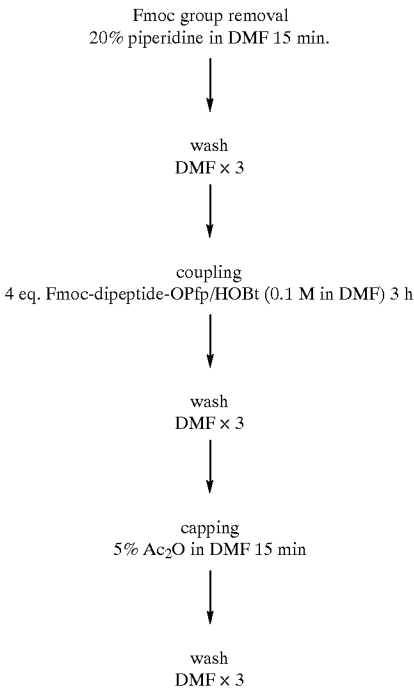 Fmoc group removal
20% piperidine in DMF 15 min.
wash
DMF × 3
coupling
4 eq. Fmoc-dipeptide-OPfp/HOBt (0.1 M in DMF) 3 h
wash
DMF × 3
capping
5% Ac₂O in DMF 15 min
wash
DMF × 3